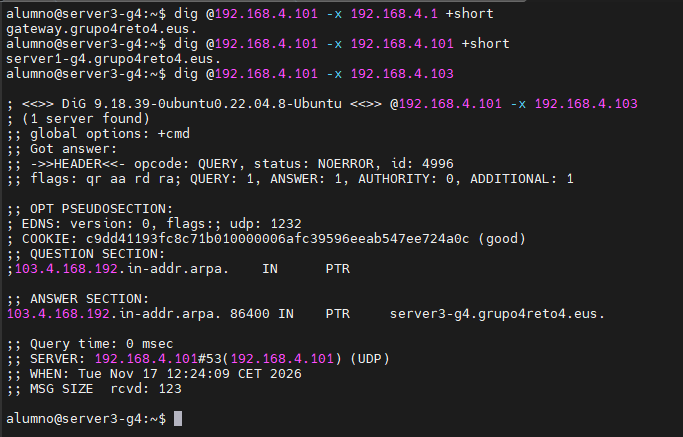 alumno@server3-g4:~$ dig @192.168.4.101 -x 192.168.4.1 +short
gateway.grupo4reto4.eus.
alumno@server3-g4:~$ dig @192.168.4.101 -x 192.168.4.101 +short
server1-g4.grupo4reto4.eus.
alumno@server3-g4:~$ dig @192.168.4.101 -x 192.168.4.103

; <<>> DiG 9.18.39-0ubuntu0.22.04.8-Ubuntu <<>> @192.168.4.101 -x 192.168.4.103
; (1 server found)
;; global options: +cmd
;; Got answer:
;; ->>HEADER<<- opcode: QUERY, status: NOERROR, id: 4996
;; flags: qr aa rd ra; QUERY: 1, ANSWER: 1, AUTHORITY: 0, ADDITIONAL: 1

;; OPT PSEUDOSECTION:
; EDNS: version: 0, flags:; udp: 1232
; COOKIE: c9dd41193fc8c71b010000006afc39596eeab547ee724a0c (good)
;; QUESTION SECTION:
;103.4.168.192.in-addr.arpa.    IN      PTR

;; ANSWER SECTION:
103.4.168.192.in-addr.arpa. 86400 IN    PTR     server3-g4.grupo4reto4.eus.

;; Query time: 0 msec
;; SERVER: 192.168.4.101#53(192.168.4.101) (UDP)
;; WHEN: Tue Nov 17 12:24:09 CET 2026
;; MSG SIZE  rcvd: 123

alumno@server3-g4:~$